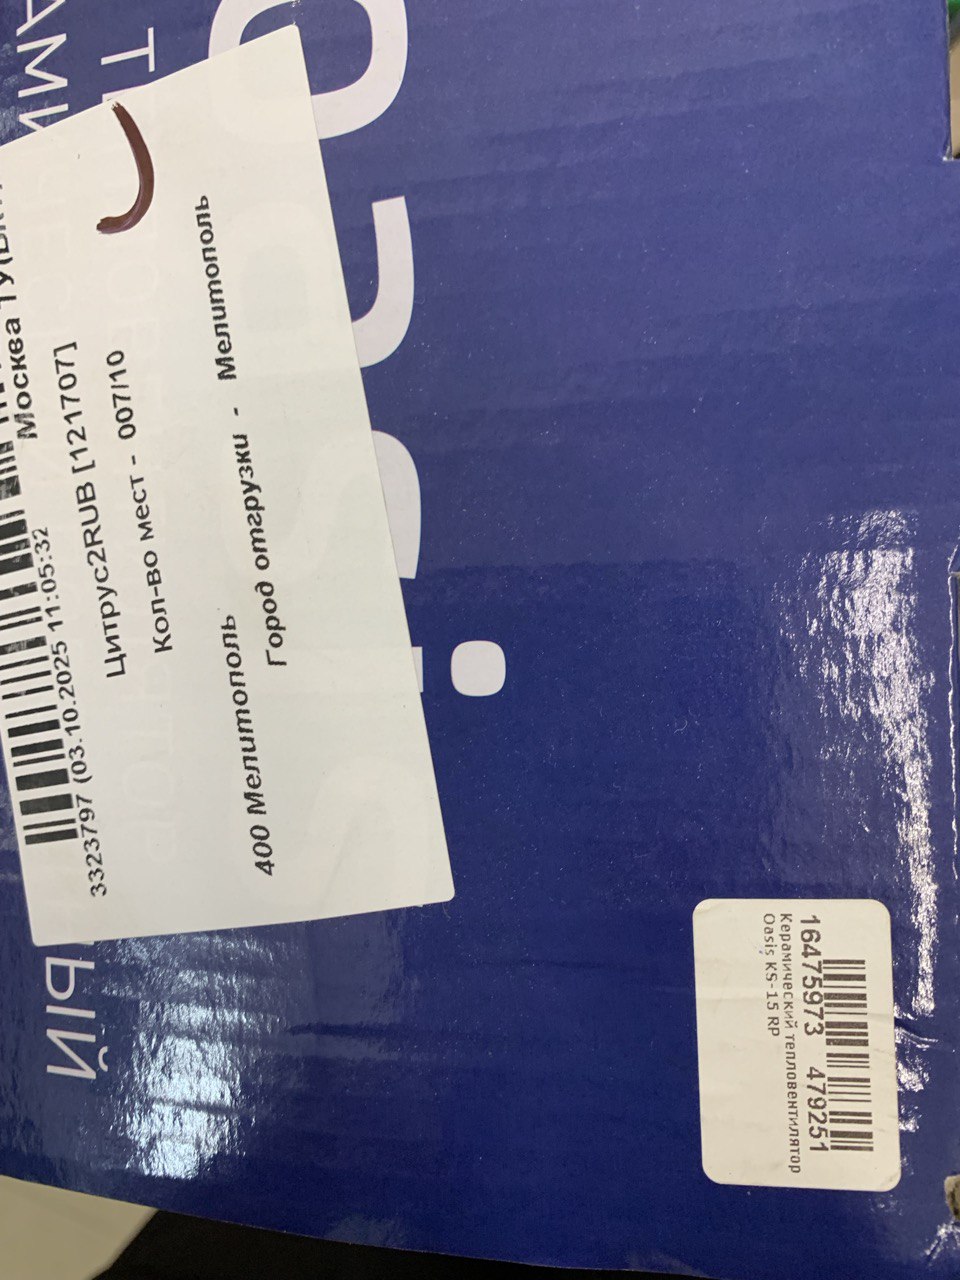 Oasis
Москва
3323797 (03.10.2025 11:05:32
Цитрус2RUB [121707]
Кол-во мест - 007/10
400 Мелитополь
Город отгрузки - Мелитополь
16475973 479251
Керамический тепловентилятор
Oasis KS-15 RP